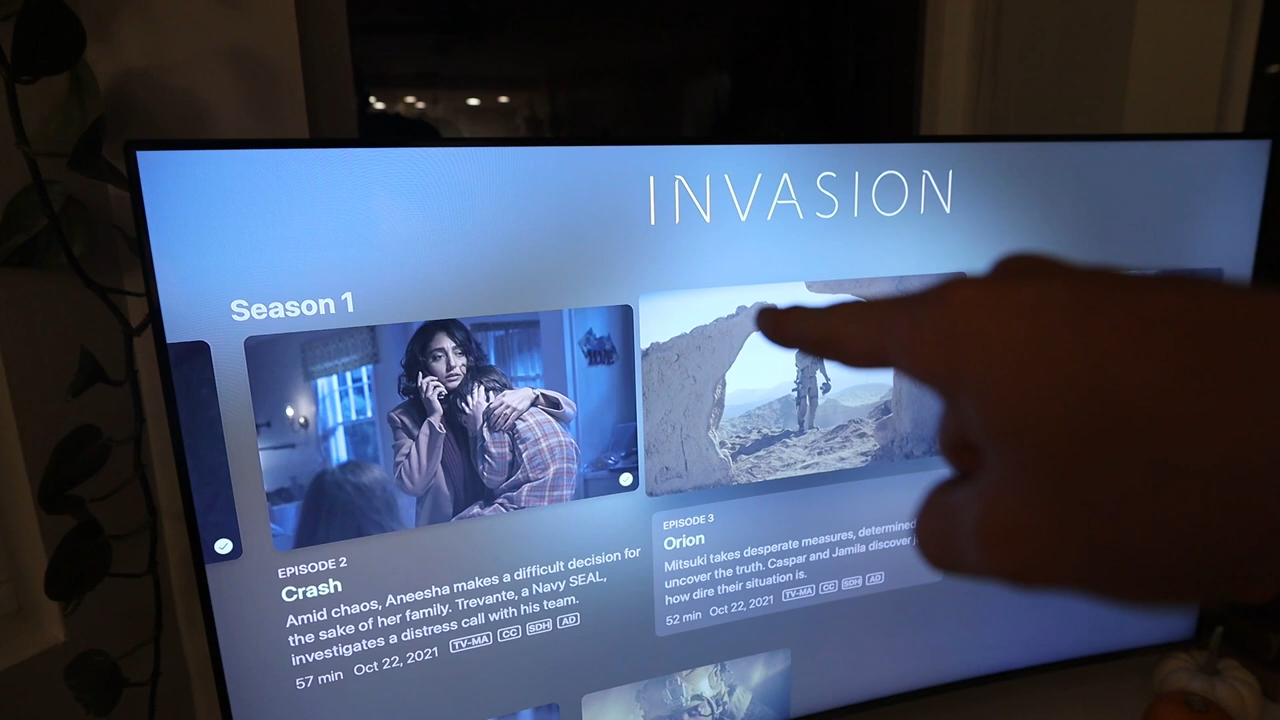 INVASION
Season 1
EPISODE 2
Crash
Amid chaos, Aneesha makes a difficult decision for
the sake of her family. Trevante, a Navy SEAL,
investigates a distress call with his team.
57 min Oct 22, 2021 TV-MA CC SDH AD
EPISODE 3
Orion
Mitsuki takes desperate measures, determined
uncover the truth. Caspar and Jamila discover
how dire their situation is.
52 min Oct 22, 2021 TV-MA CC SDH AD